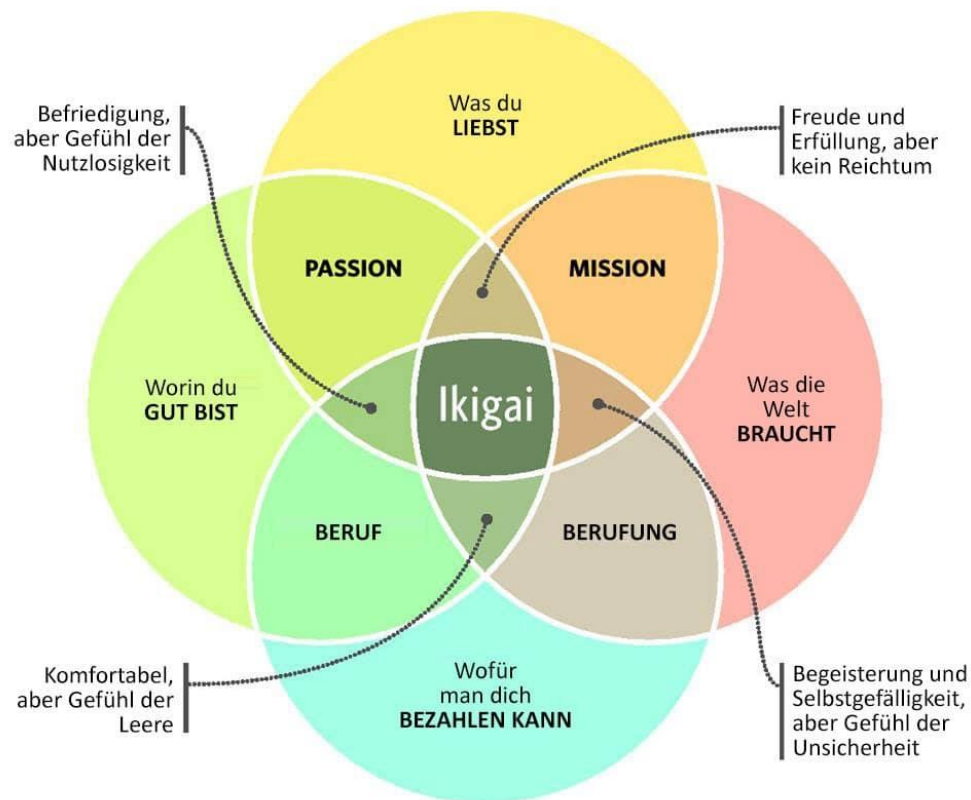 Was du
LIEBST
Befriedigung,
aber Gefühl der
Nutzlosigkeit
Freude und
Erfüllung, aber
kein Reichtum
PASSION
MISSION
Worin du
GUT BIST
Ikigai
Was die
Welt
BRAUCHT
BERUF
BERUFUNG
Komfortabel,
aber Gefühl der
Leere
Wofür
man dich
BEZAHLEN KANN
Begeisterung und
Selbstgefälligkeit,
aber Gefühl der
Unsicherheit